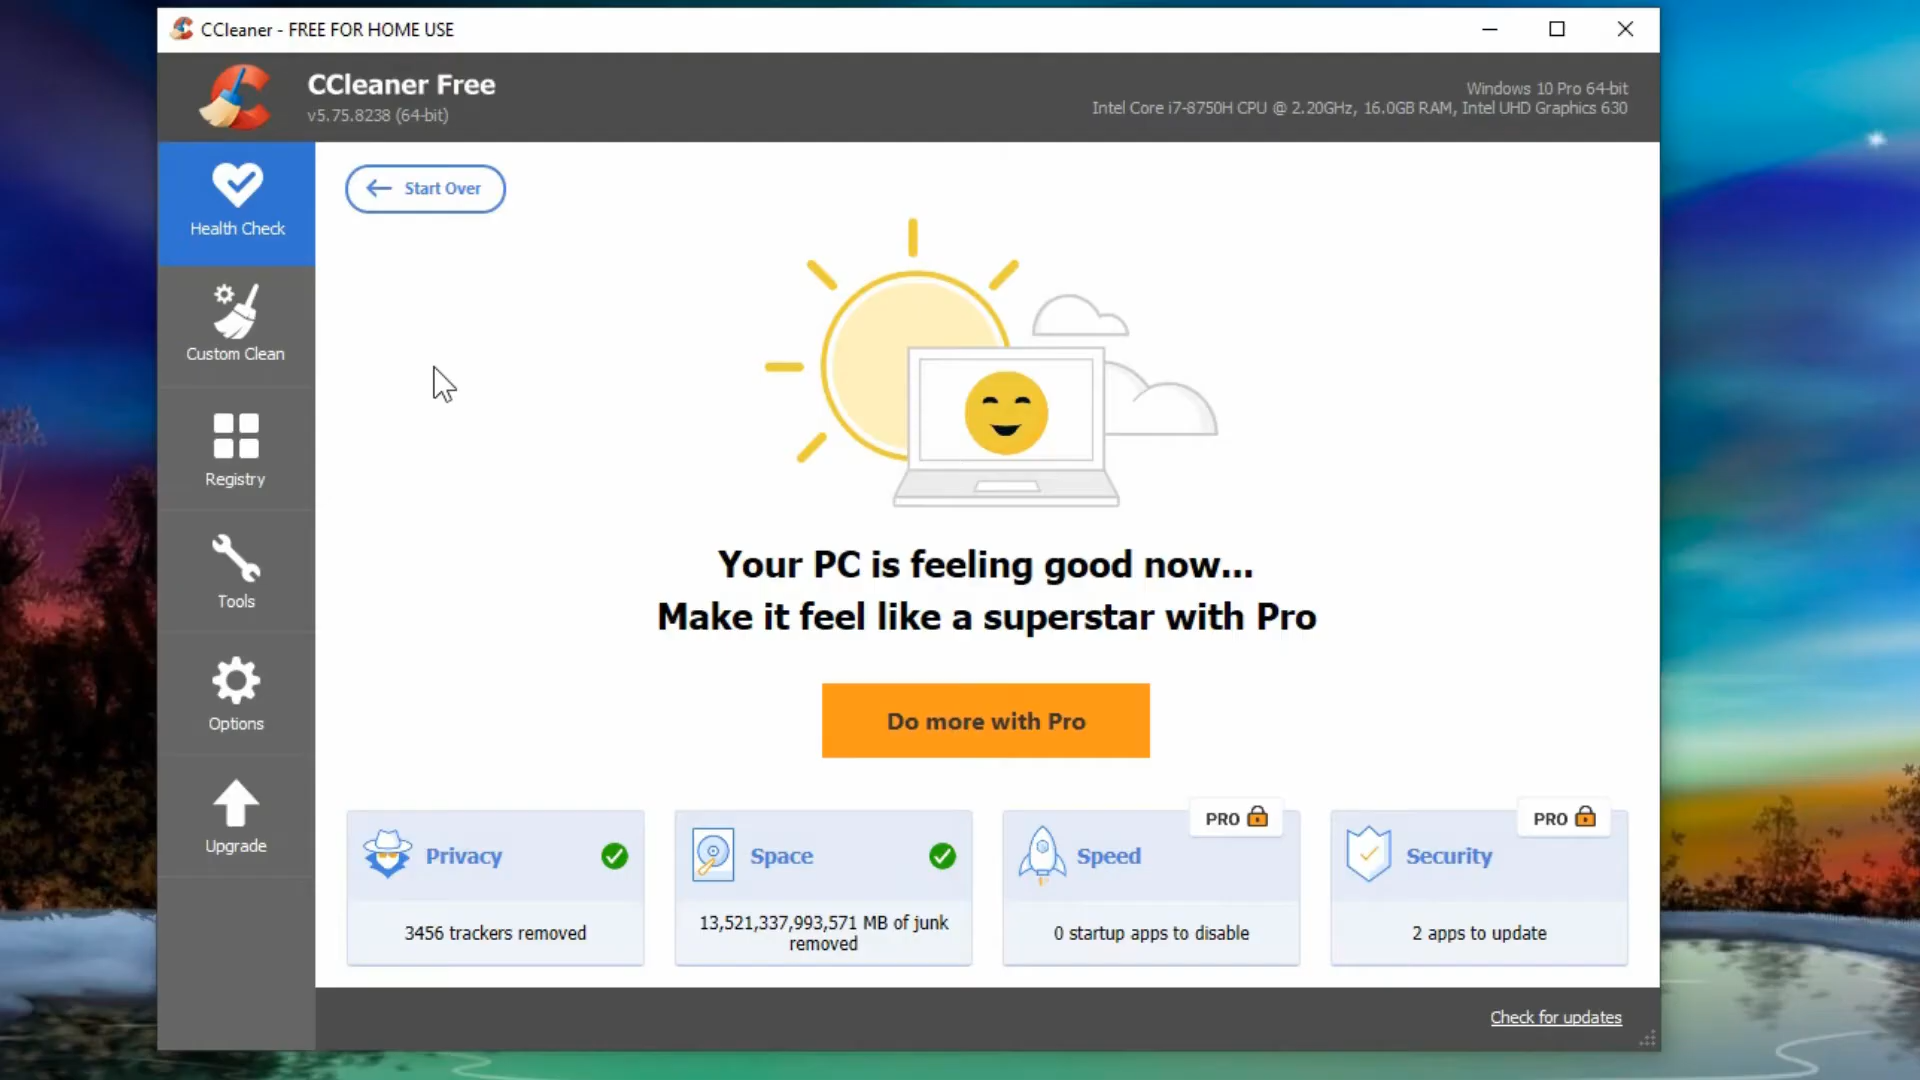 CCleaner - FREE FOR HOME USE
CCleaner Free
v5.75.8238 (64-bit)
Windows 10 Pro 64-bit
Intel Core i7-8750H CPU @ 2.20GHz, 16.0GB RAM, Intel UHD Graphics 630
Health Check
Custom Clean
Registry
Tools
Options
Upgrade
Start Over
Your PC is feeling good now...
Make it feel like a superstar with Pro
Do more with Pro
Privacy
3456 trackers removed
Space
13,521,337,993,571 MB of junk
removed
PRO
Speed
0 startup apps to disable
PRO
Security
2 apps to update
Check for updates